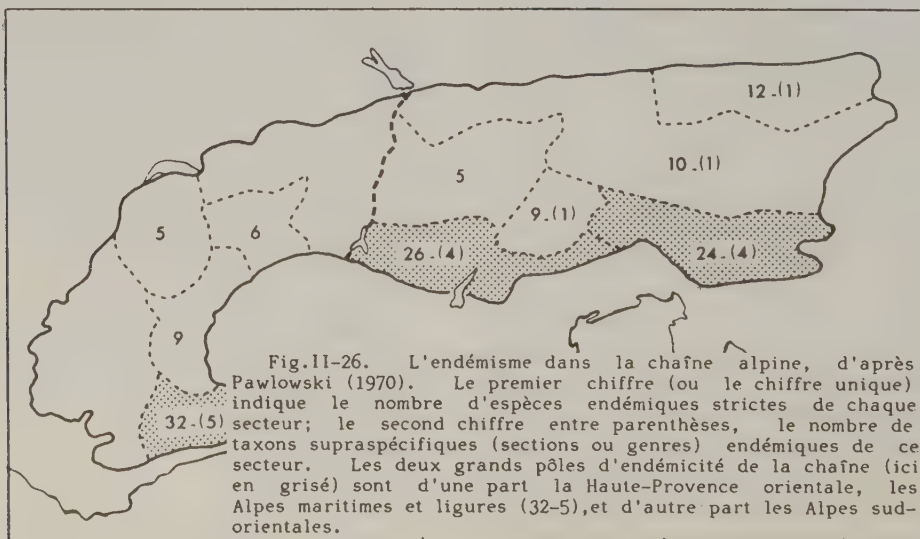 12-(1)
5
10-(1)
9-(1)
5
6
26-(4)
24-(4)
9
32-(5)
Fig.II-26. L'endémisme dans la chaîne alpine, d'après
Pawlowski (1970). Le premier chiffre (ou le chiffre unique)
indique le nombre d'espèces endémiques strictes de chaque
secteur; le second chiffre entre parenthèses, le nombre de
taxons supraspécifiques (sections ou genres) endémiques de ce
secteur. Les deux grands pôles d'endémicité de la chaîne (ici
en grisé) sont d'une part la Haute-Provence orientale, les
Alpes maritimes et ligures (32-5),et d'autre part les Alpes sud-
orientales.